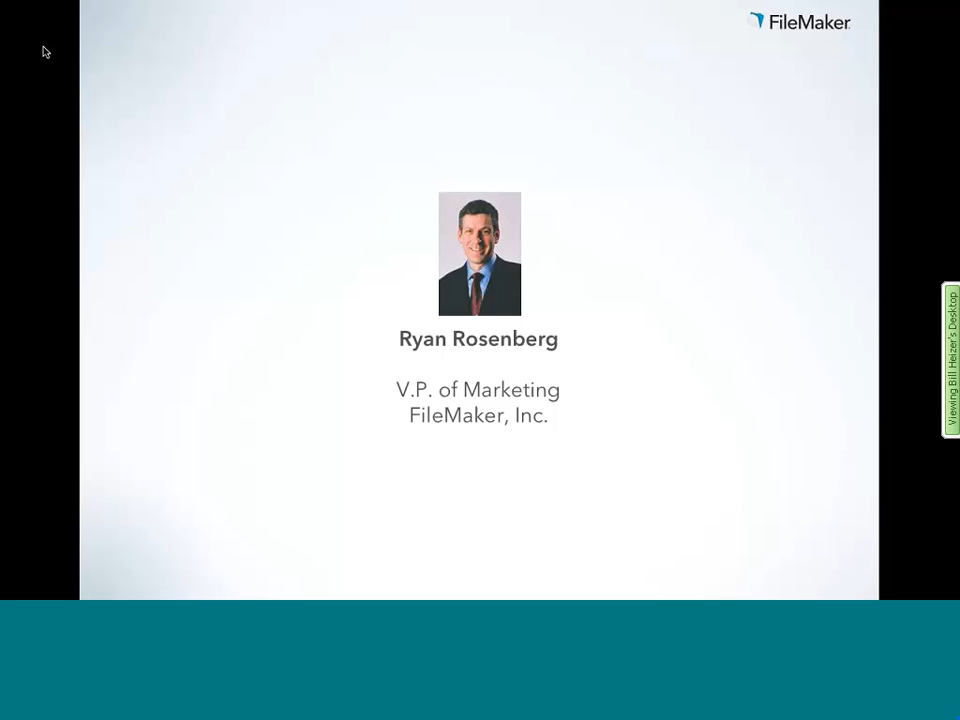 FileMaker
Ryan Rosenberg
V.P. of Marketing
FileMaker, Inc.
Viewing Bill Heizer's Desktop